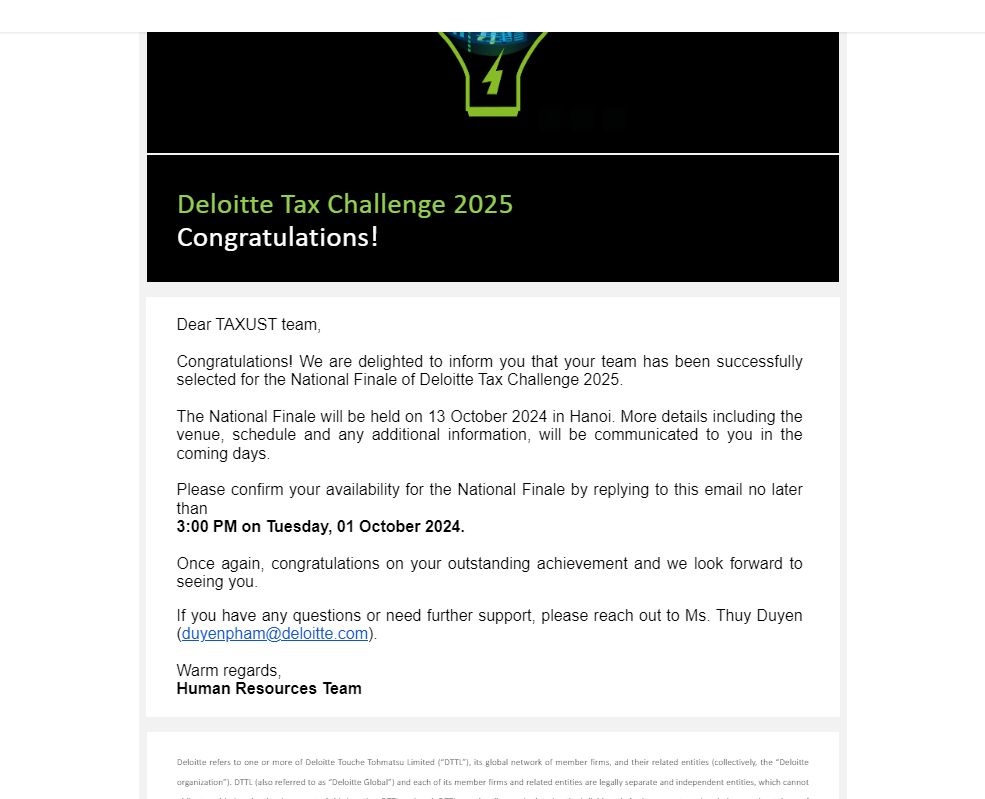 Deloitte Tax Challenge 2025
Congratulations!
Dear TAXUST team,
Congratulations! We are delighted to inform you that your team has been successfully
selected for the National Finale of Deloitte Tax Challenge 2025.
The National Finale will be held on 13 October 2024 in Hanoi. More details including the
venue, schedule and any additional information, will be communicated to you in the
coming days.
Please confirm your availability for the National Finale by replying to this email no later
than
3:00 PM on Tuesday, 01 October 2024.
Once again, congratulations on your outstanding achievement and we look forward to
seeing you.
If you have any questions or need further support, please reach out to Ms. Thuy Duyen
(duyenpham@deloitte.com).
Warm regards,
Human Resources Team
Deloitte refers to one or more of Deloitte Touche Tohmatsu Limited (“DTTL”), its global network of member firms, and their related entities (collectively, the “Deloitte
organization”). DTTL (also referred to as “Deloitte Global”) and each of its member firms and related entities are legally separate and independent entities, which cannot